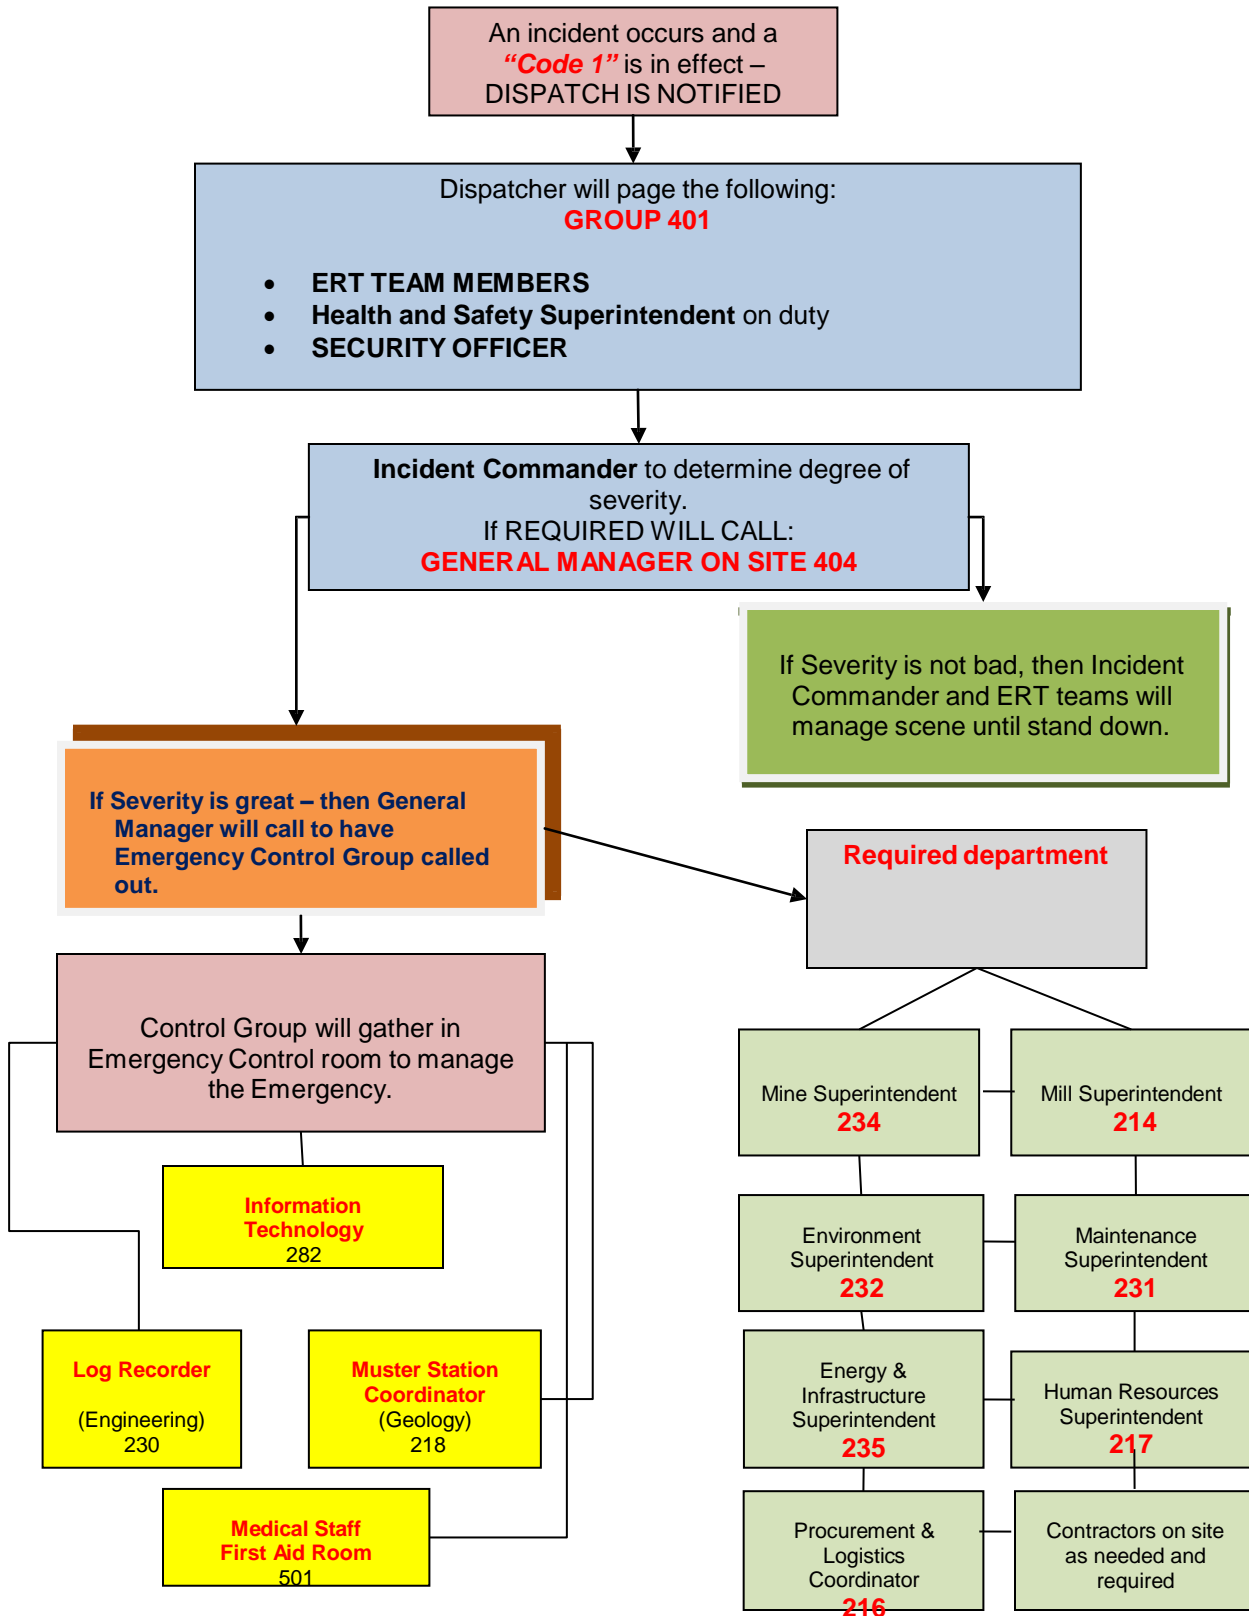 An incident occurs and a
“Code 1” is in effect –
DISPATCH IS NOTIFIED
Dispatcher will page the following:
GROUP 401
• ERT TEAM MEMBERS
• Health and Safety Superintendent on duty
• SECURITY OFFICER
Incident Commander to determine degree of
severity.
If REQUIRED WILL CALL:
GENERAL MANAGER ON SITE 404
If Severity is not bad, then Incident
Commander and ERT teams will
manage scene until stand down.
If Severity is great – then General
Manager will call to have
Emergency Control Group called
out.
Required department
Control Group will gather in
Emergency Control room to manage
the Emergency.
Information
Technology
282
Log Recorder
(Engineering)
230
Muster Station
Coordinator
(Geology)
218
Medical Staff
First Aid Room
501
Mine Superintendent
234
Mill Superintendent
214
Environment
Superintendent
232
Maintenance
Superintendent
231
Energy &
Infrastructure
Superintendent
235
Human Resources
Superintendent
217
Procurement &
Logistics
Coordinator
216
Contractors on site
as needed and
required